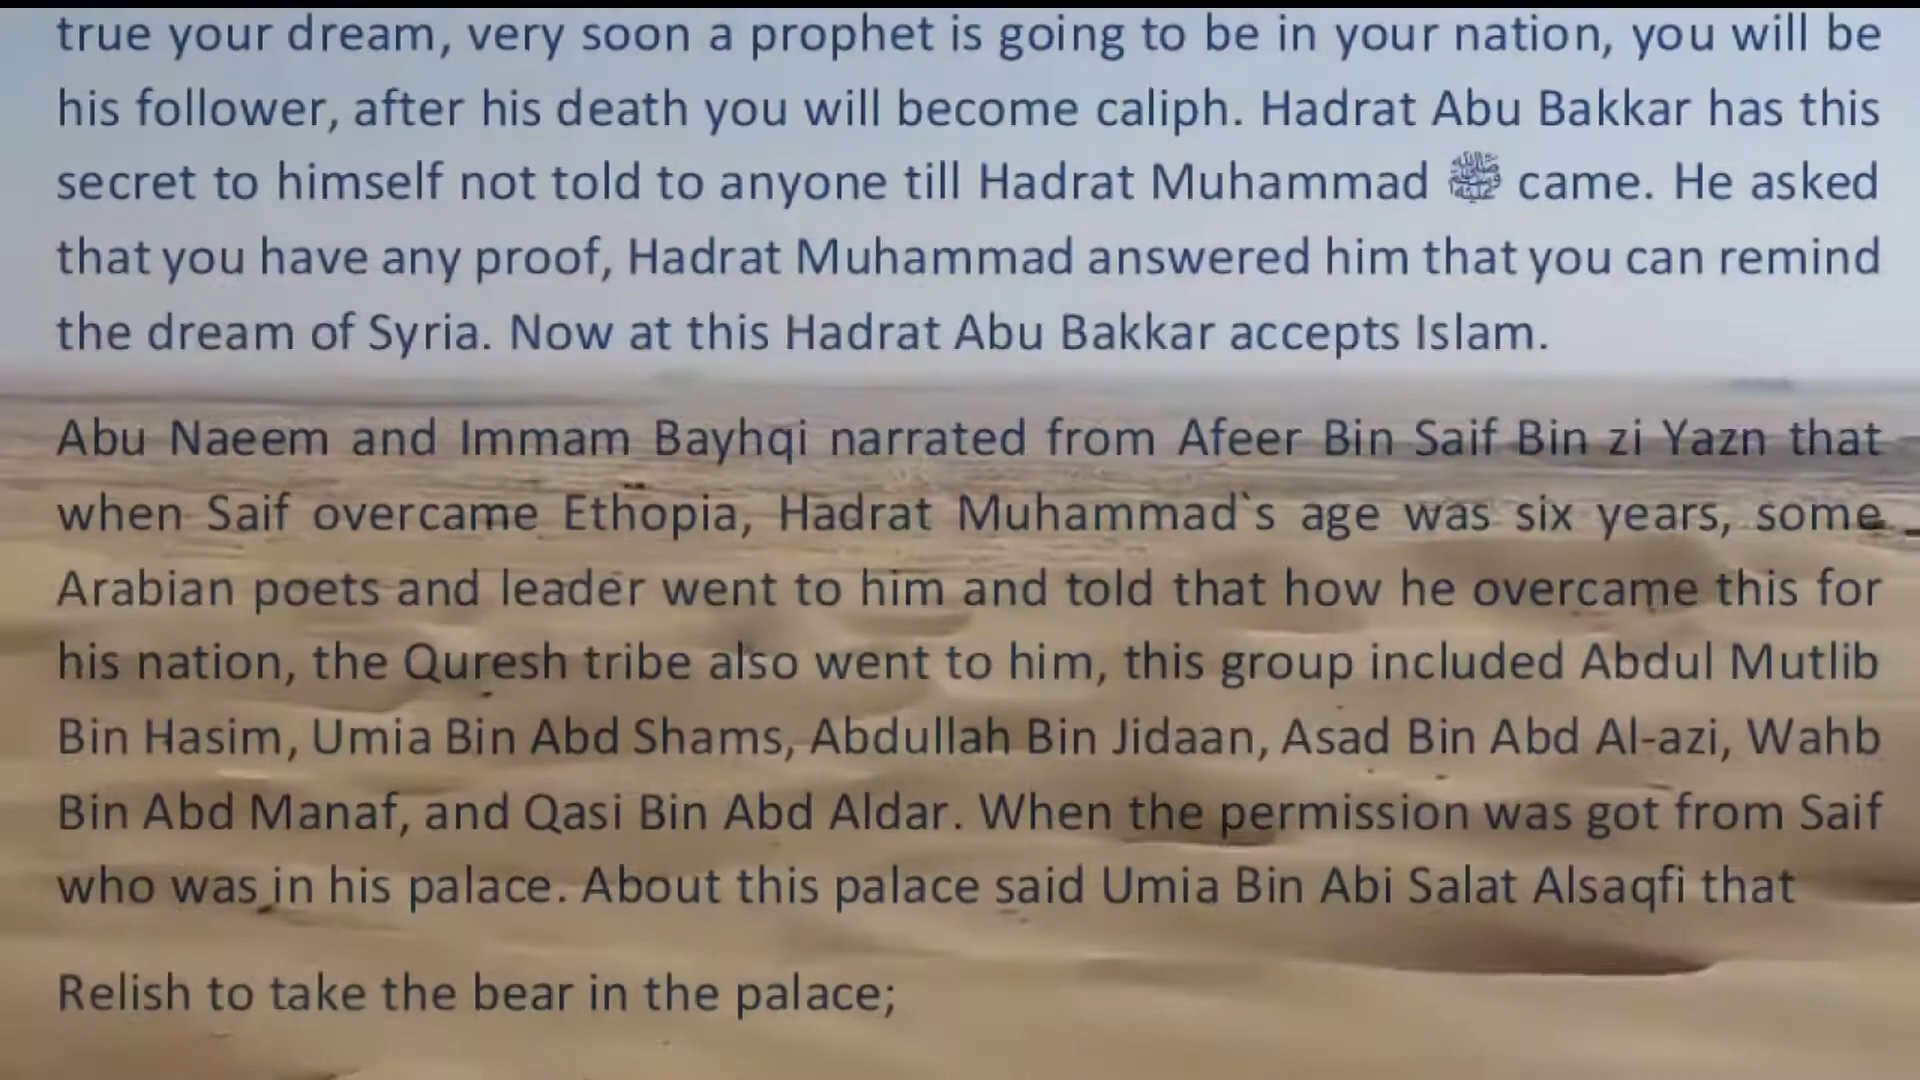 true your dream, very soon a prophet is going to be in your nation, you will be
his follower, after his death you will become caliph. Hadrat Abu Bakkar has this
secret to himself not told to anyone till Hadrat Muhammad ﷺ came. He asked
that you have any proof, Hadrat Muhammad answered him that you can remind
the dream of Syria. Now at this Hadrat Abu Bakkar accepts Islam.
Abu Naeem and Immam Bayhqi narrated from Afeer Bin Saif Bin zi Yazn that
when Saif overcame Ethopia, Hadrat Muhammad`s age was six years, some
Arabian poets and leader went to him and told that how he overcame this for
his nation, the Quresh tribe also went to him, this group included Abdul Mutlib
Bin Hasim, Umia Bin Abd Shams, Abdullah Bin Jidaan, Asad Bin Abd Al-azi, Wahb
Bin Abd Manaf, and Qasi Bin Abd Aldar. When the permission was got from Saif
who was in his palace. About this palace said Umia Bin Abi Salat Alsaqfi that
Relish to take the bear in the palace;